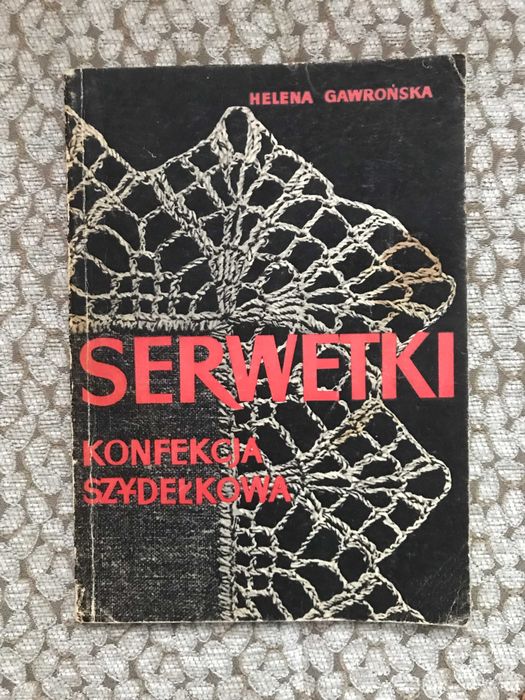 HELENA GAWROŃSKA
SERWETKI
KONFEKCJA
SZYDEŁKOWA